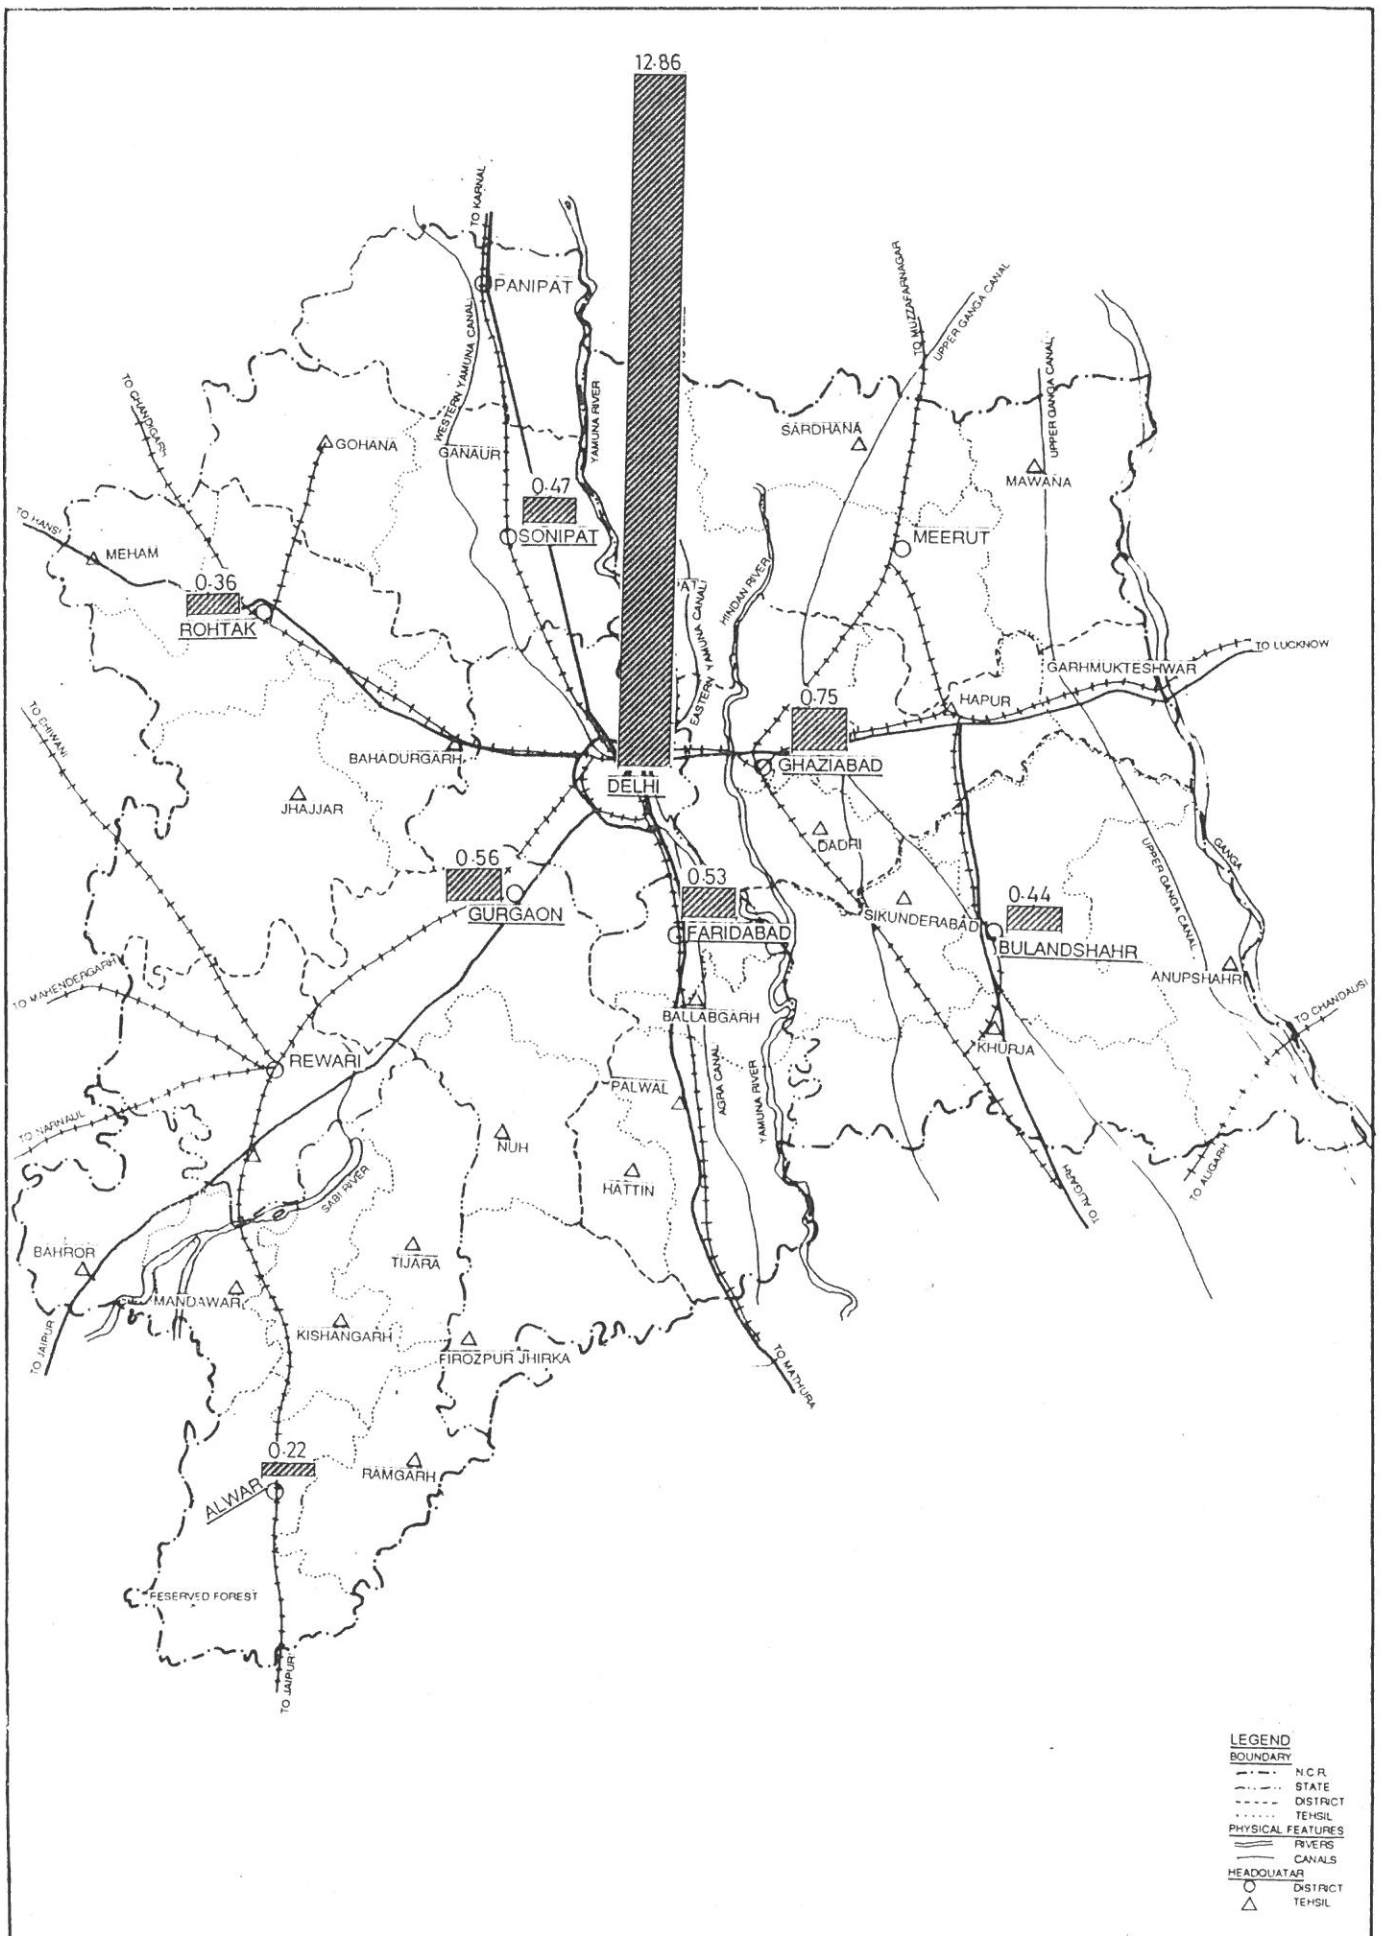 12·86
TO KARNAL
PANIPAT
WESTERN YAMUNA CANAL
YAMUNA RIVER
TO MUZZAFARNAGAR
UPPER GANGA CANAL
UPPER GANGA CANAL
TO CHANDIGARH
GOHANA
GANAUR
SARDHANA
MAWANA
0·47
SONIPAT
TO HANSI
MEHAM
MEERUT
0·36
ROHTAK
HINDAN RIVER
EASTERN YAMUNA CANAL
TO LUCKNOW
GARHMUKTESHWAR
HAPUR
0·75
GHAZIABAD
TO BHIWANI
BAHADURGARH
DELHI
JHAJJAR
DADRI
GANGA
UPPER GANGA CANAL
0·56
GURGAON
0·53
FARIDABAD
SIKUNDERABAD
0·44
BULANDSHAHR
ANUPSHAHR
TO MAHENDERGARH
BALLABGARH
TO CHANDAUSI
KHURJA
REWARI
PALWAL
AGRA CANAL
YAMUNA RIVER
TO NARNAUL
NUH
HATTIN
SABI RIVER
TO ALIGARH
TO ALIGARH
BAHROR
TIJARA
MANDAWAR
KISHANGARH
FIROZPUR JHIRKA
TO JAIPUR
TO MATHURA
0·22
ALWAR
RAMGARH
RESERVED FOREST
TO JAIPUR
LEGEND
BOUNDARY
N.C.R.
STATE
DISTRICT
TEHSIL
PHYSICAL FEATURES
RIVERS
CANALS
HEADQUATAR
DISTRICT
TEHSIL